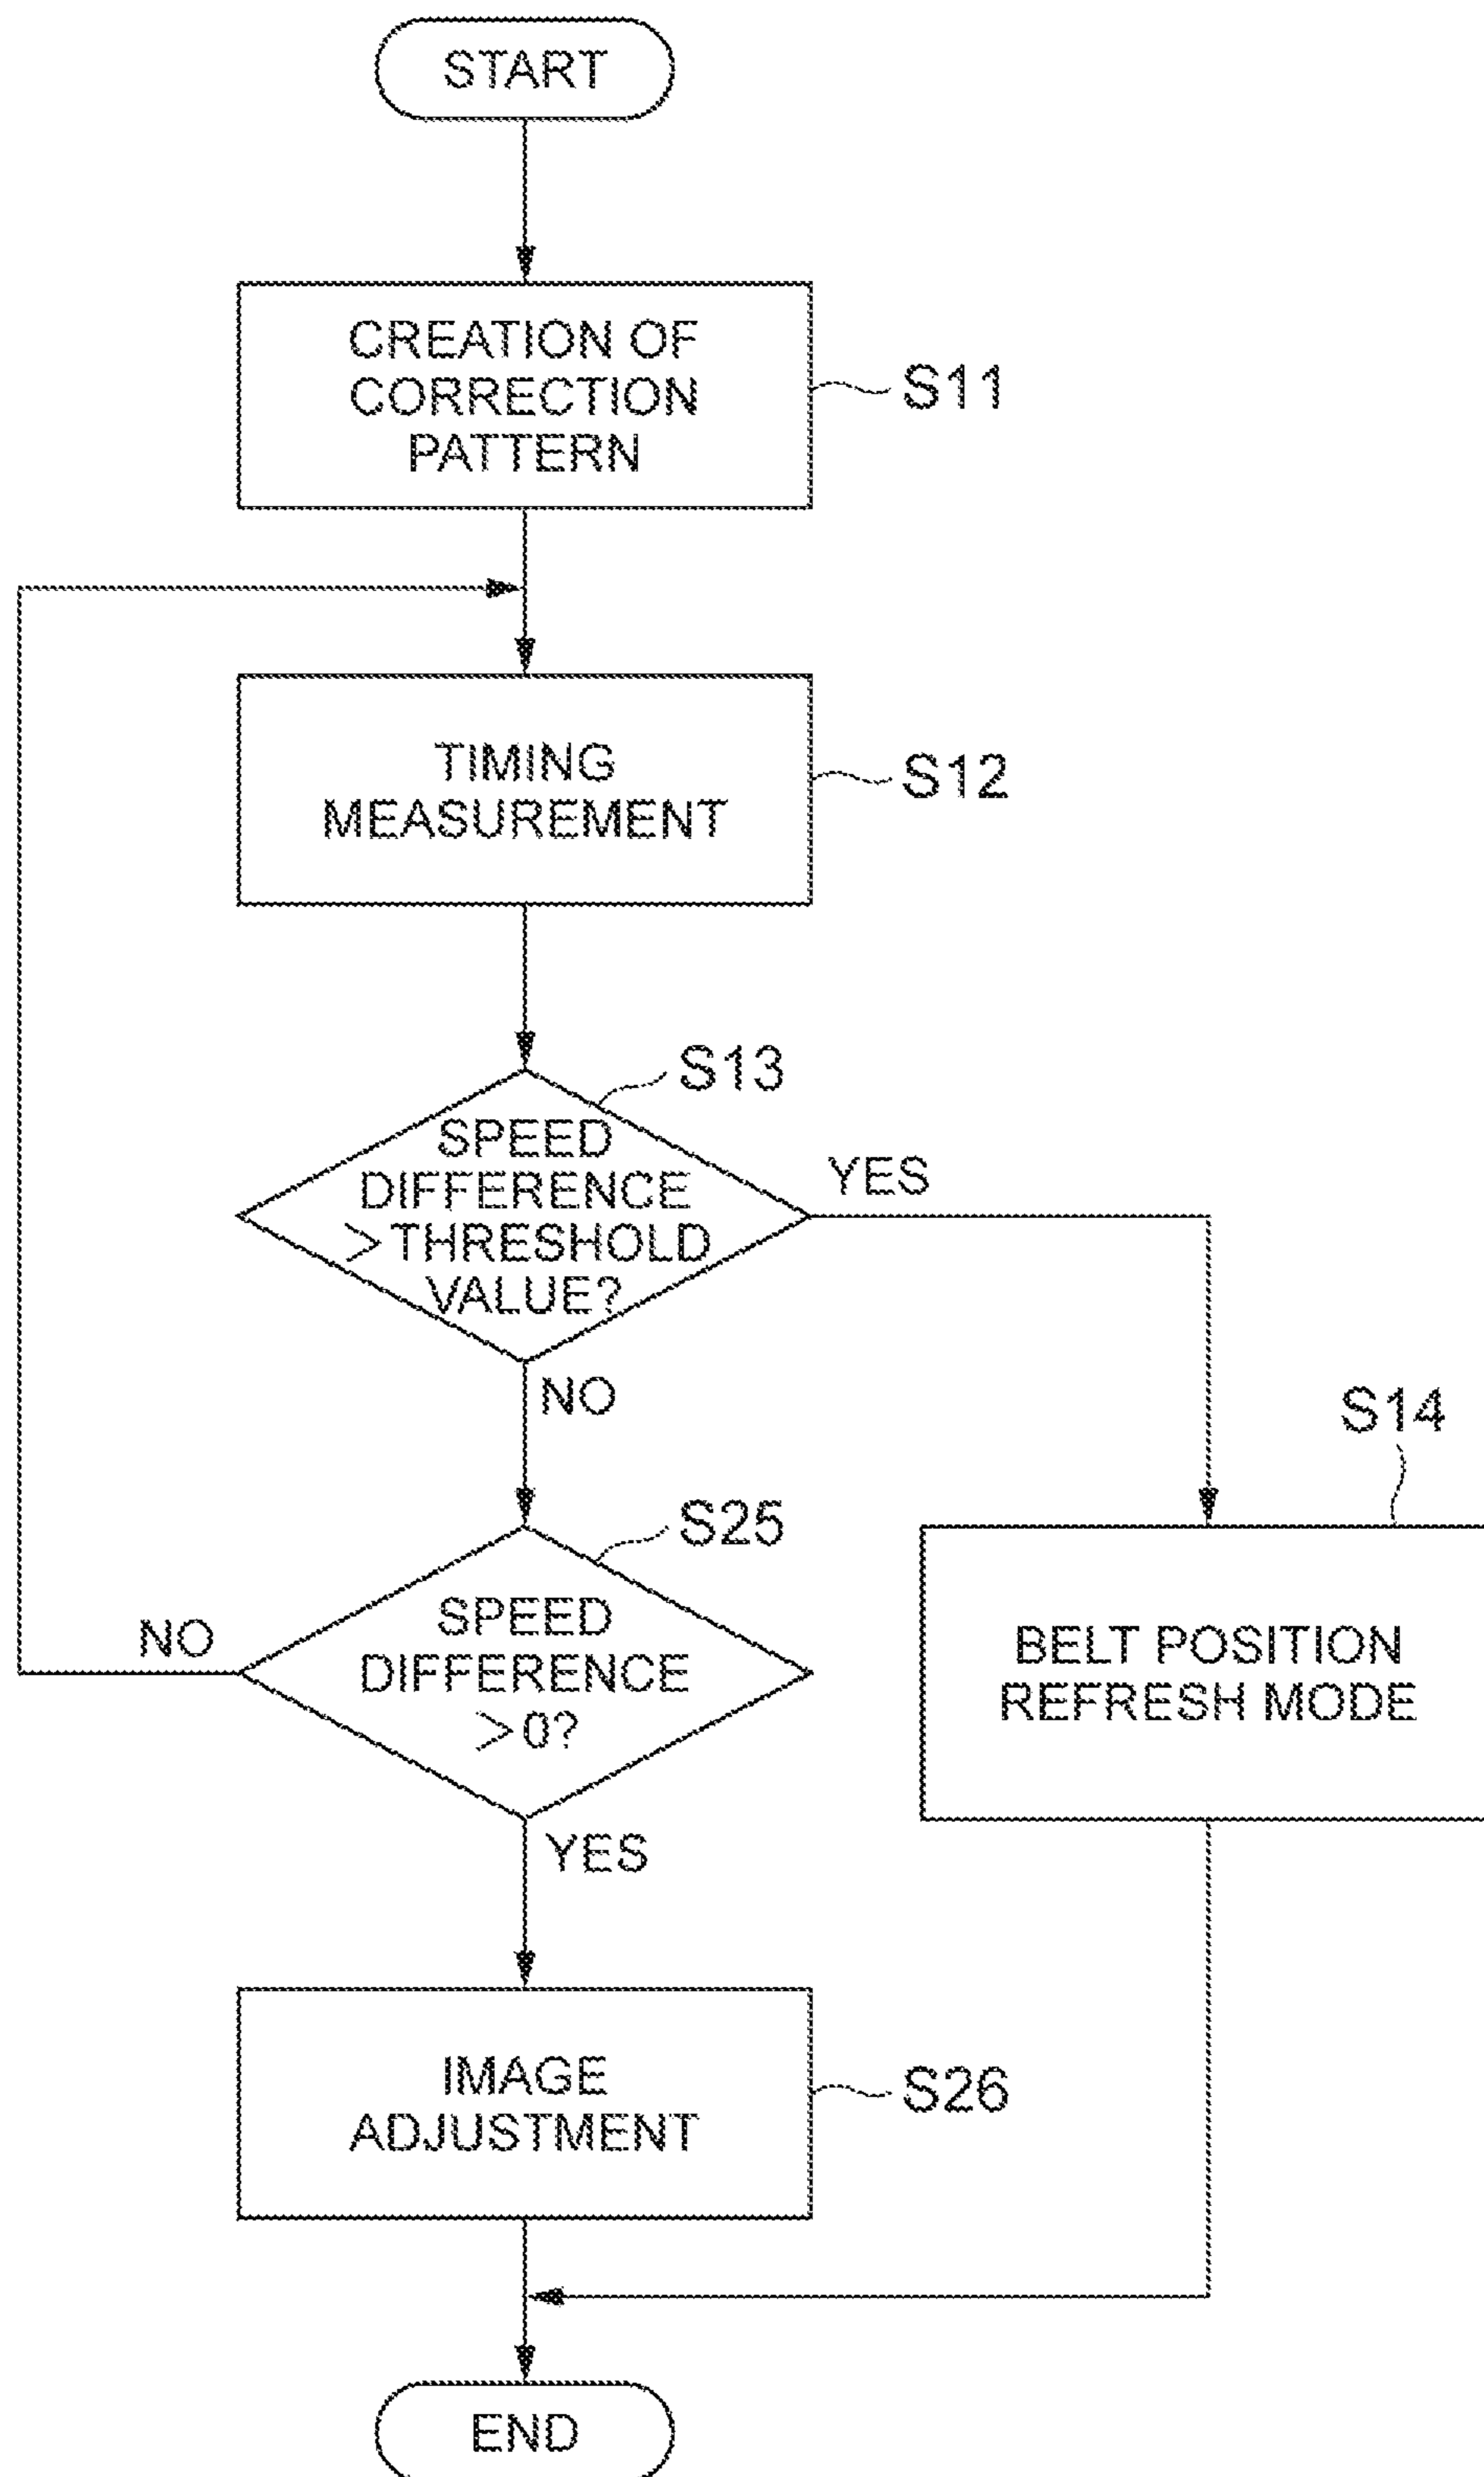 START
CREATION OF
CORRECTION
PATTERN
S11
TIMING
MEASUREMENT
S12
S13
SPEED
DIFFERENCE
>THRESHOLD
VALUE?
YES
NO
S14
S25
SPEED
DIFFERENCE
>0?
NO
BELT POSITION
REFRESH MODE
YES
IMAGE
ADJUSTMENT
S26
END